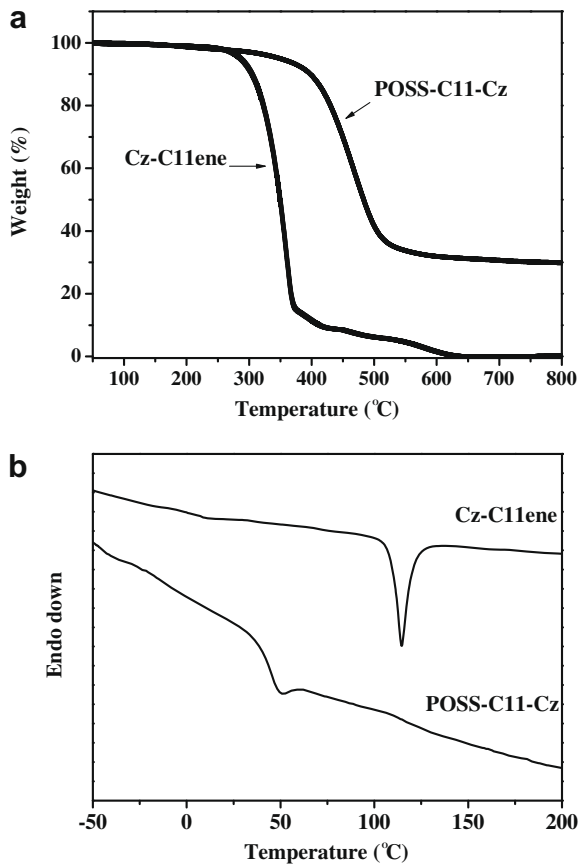 a
100
80
60
40
20
0
Weight (%)
POSS-C11-Cz
Cz-C11ene
100 200 300 400 500 600 700 800
Temperature (°C)
b
Endo down
Cz-C11ene
POSS-C11-Cz
-50 0 50 100 150 200
Temperature (°C)